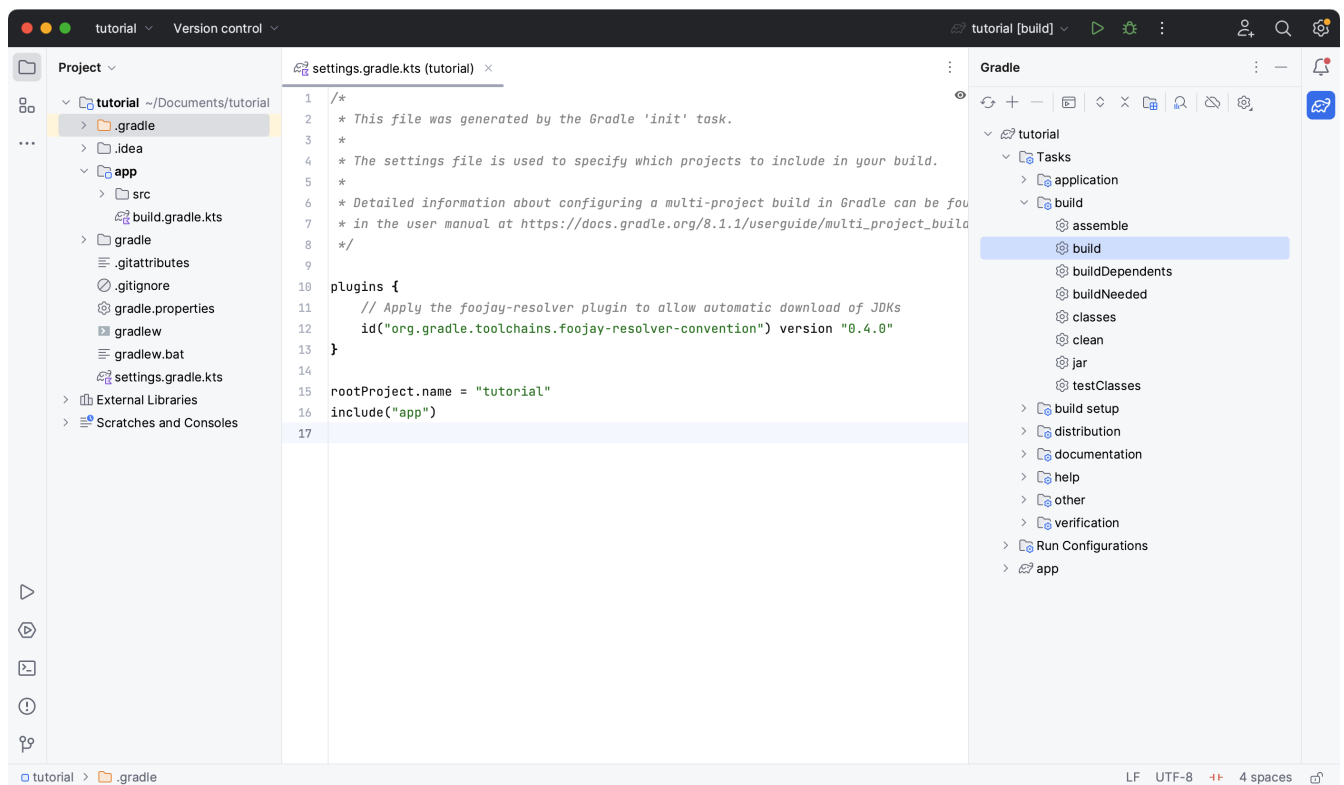 tutorial
Version control
tutorial [build]
Project
tutorial ~/Documents/tutorial
.gradle
.idea
app
src
build.gradle.kts
gradle
.gitattributes
.gitignore
gradle.properties
gradlew
gradlew.bat
settings.gradle.kts
External Libraries
Scratches and Consoles
settings.gradle.kts (tutorial)
1 /*
2 * This file was generated by the Gradle 'init' task.
3 *
4 * The settings file is used to specify which projects to include in your build.
5 *
6 * Detailed information about configuring a multi-project build in Gradle can be fou
7 * in the user manual at https://docs.gradle.org/8.1.1/userguide/multi_project_build
8 */
9
10 plugins {
11 // Apply the foojay-resolver plugin to allow automatic download of JDKs
12 id("org.gradle.toolchains.foojay-resolver-convention") version "0.4.0"
13 }
14
15 rootProject.name = "tutorial"
16 include("app")
17
Gradle
tutorial
Tasks
application
build
assemble
build
buildDependents
buildNeeded
classes
clean
jar
testClasses
build setup
distribution
documentation
help
other
verification
Run Configurations
app
tutorial > .gradle
LF UTF-8 4 spaces